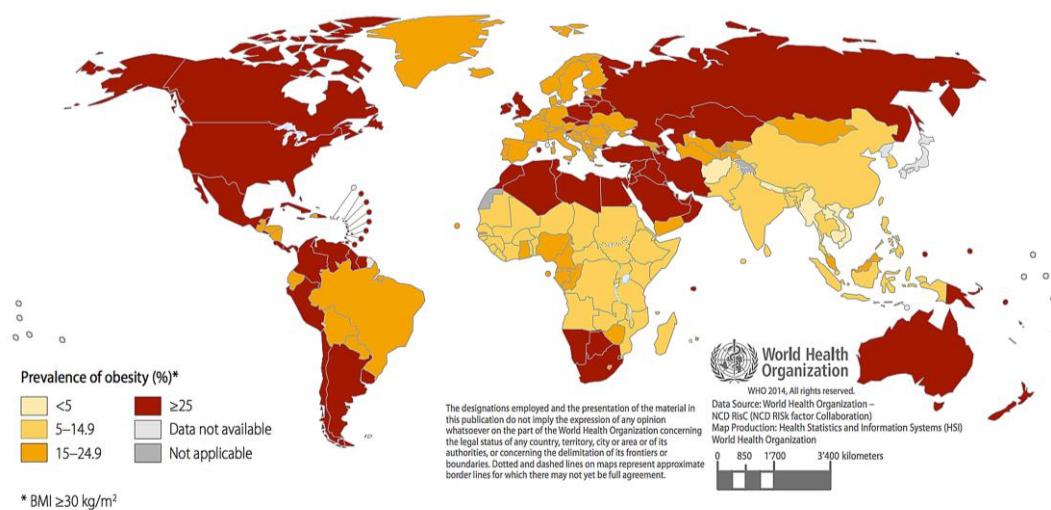 Prevalence of obesity (%)*
<5
5–14.9
15–24.9
≥25
Data not available
Not applicable
* BMI ≥30 kg/m²
The designations employed and the presentation of the material in
this publication do not imply the expression of any opinion
whatsoever on the part of the World Health Organization concerning
the legal status of any country, territory, city or area or of its
authorities, or concerning the delimitation of its frontiers or
boundaries. Dotted and dashed lines on maps represent approximate
border lines for which there may not yet be full agreement.
World Health
Organization
WHO 2014, All rights reserved.
Data Source: World Health Organization –
NCD RisC (NCD RISk factor Collaboration)
Map Production: Health Statistics and Information Systems (HSI)
World Health Organization
0 850 1'700 3'400 kilometers